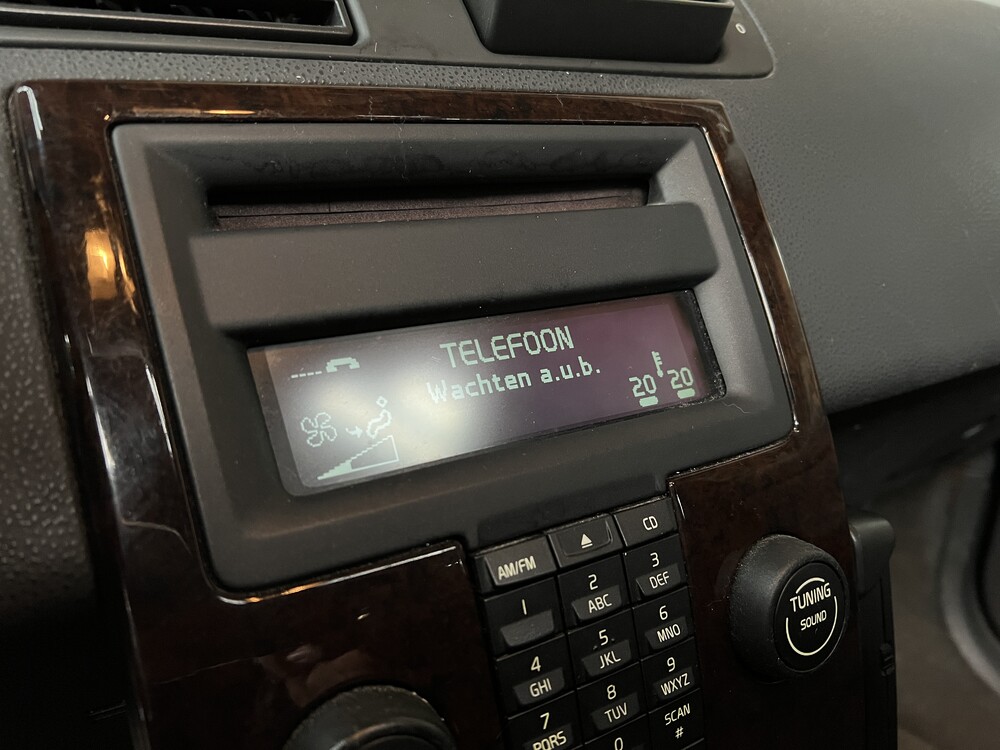 TELEFOON
Wachten a.u.b.
20 20
CD
AM/FM
1
2
ABC
3
DEF
4
GHI
5
JKL
6
MNO
7
PQRS
8
TUV
9
WXYZ
0
SCAN
#
TUNING
SOUND
0